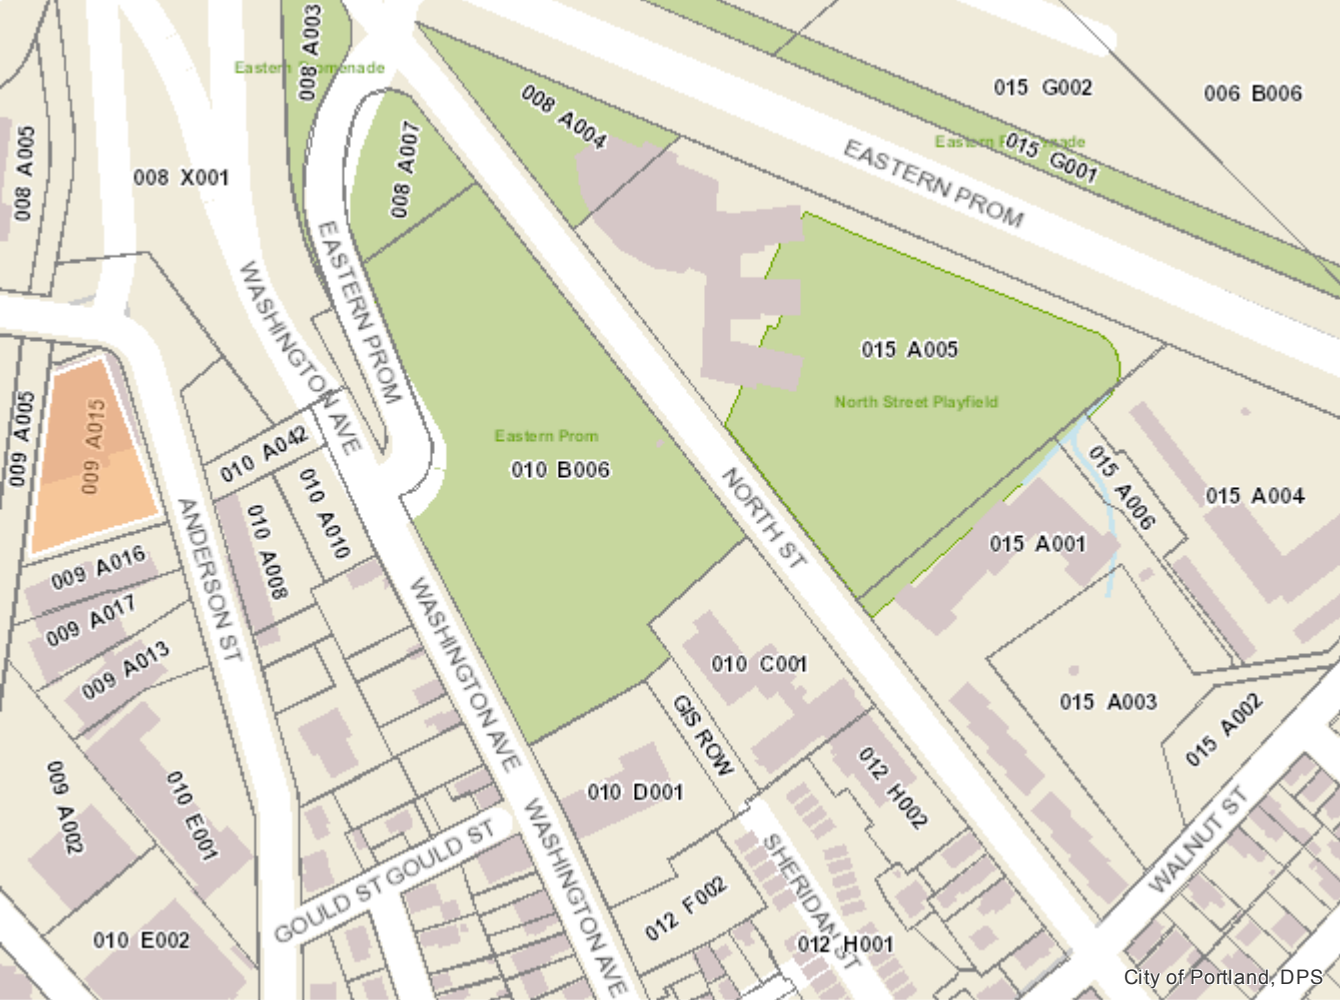 008 A003
Eastern Promenade
008 A004
015 G002
006 B006
Eastern Promenade
015 G001
008 A005
008 X001
008 A007
EASTERN PROM
EASTERN PROM
WASHINGTON AVE
015 A005
North Street Playfield
009 A005
009 A015
010 A042
Eastern Prom
010 B006
010 A010
010 A008
NORTH ST
015 A006
015 A004
015 A001
ANDERSON ST
009 A016
009 A017
009 A013
WASHINGTON AVE
010 C001
015 A003
015 A002
GIS ROW
009 A002
010 E001
010 D001
012 H002
WALNUT ST
GOULD ST
GOULD ST
WASHINGTON AVE
SHERIDAN ST
012 F002
010 E002
012 H001
City of Portland, DPS